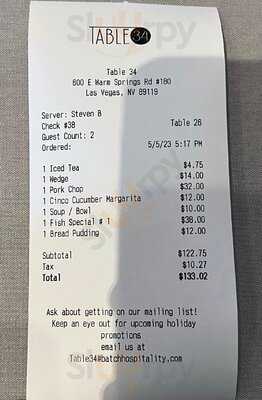 TABLE 34
Table 34
600 E Warm Springs Rd #180
Las Vegas, NV 89119
Server: Steven B
Check #38 Table 26
Guest Count: 2
Ordered: 5/5/23 5:17 PM
1 Iced Tea $4.75
1 Wedge $14.00
1 Pork Chop $32.00
1 Cinco Cucumber Margarita $12.00
1 Soup / Bowl $10.00
1 Fish Special # 1 $38.00
1 Bread Pudding $12.00
Subtotal $122.75
Tax $10.27
Total $133.02
Ask about getting on our mailing list!
Keep an eye out for upcoming holiday
promotions
email us at
Table34@batchhospitality.com